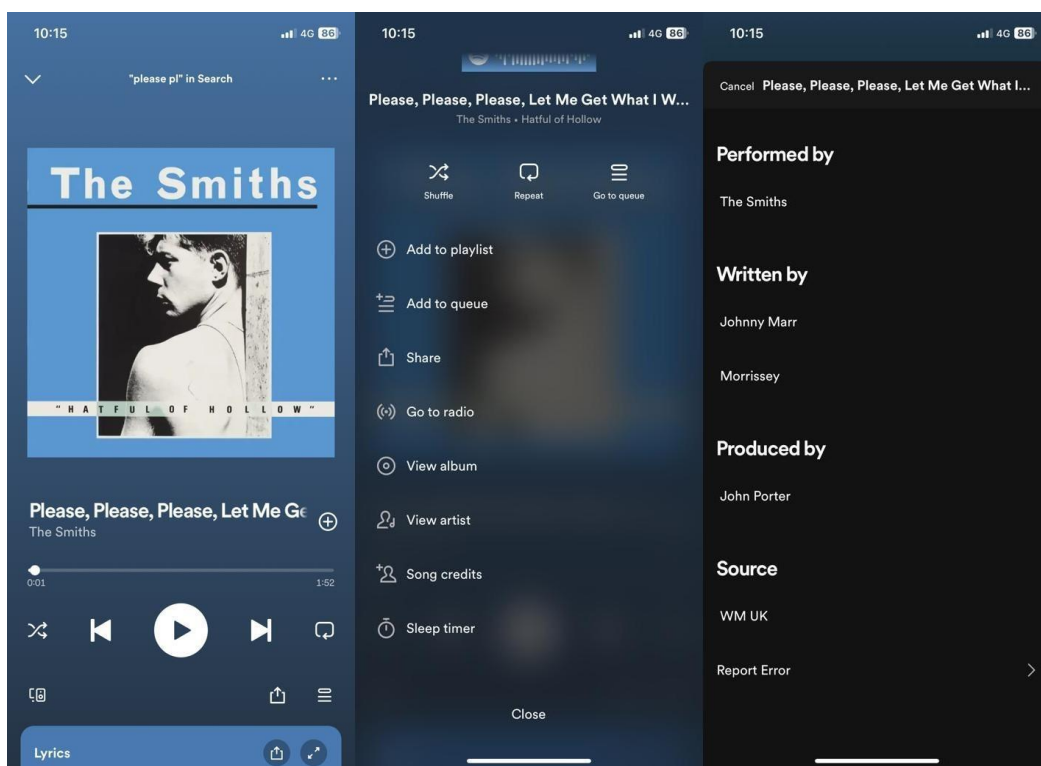 10:15
4G 86
"please pl" in Search
The Smiths
"HATFUL OF HOLLOW"
Please, Please, Please, Let Me Ge
The Smiths
0:01
1:52
Lyrics
10:15
4G 86
Please, Please, Please, Let Me Get What I W...
The Smiths • Hatful of Hollow
Shuffle
Repeat
Go to queue
Add to playlist
Add to queue
Share
Go to radio
View album
View artist
Song credits
Sleep timer
Close
10:15
4G 86
Cancel Please, Please, Please, Let Me Get What I...
Performed by
The Smiths
Written by
Johnny Marr
Morrissey
Produced by
John Porter
Source
WM UK
Report Error